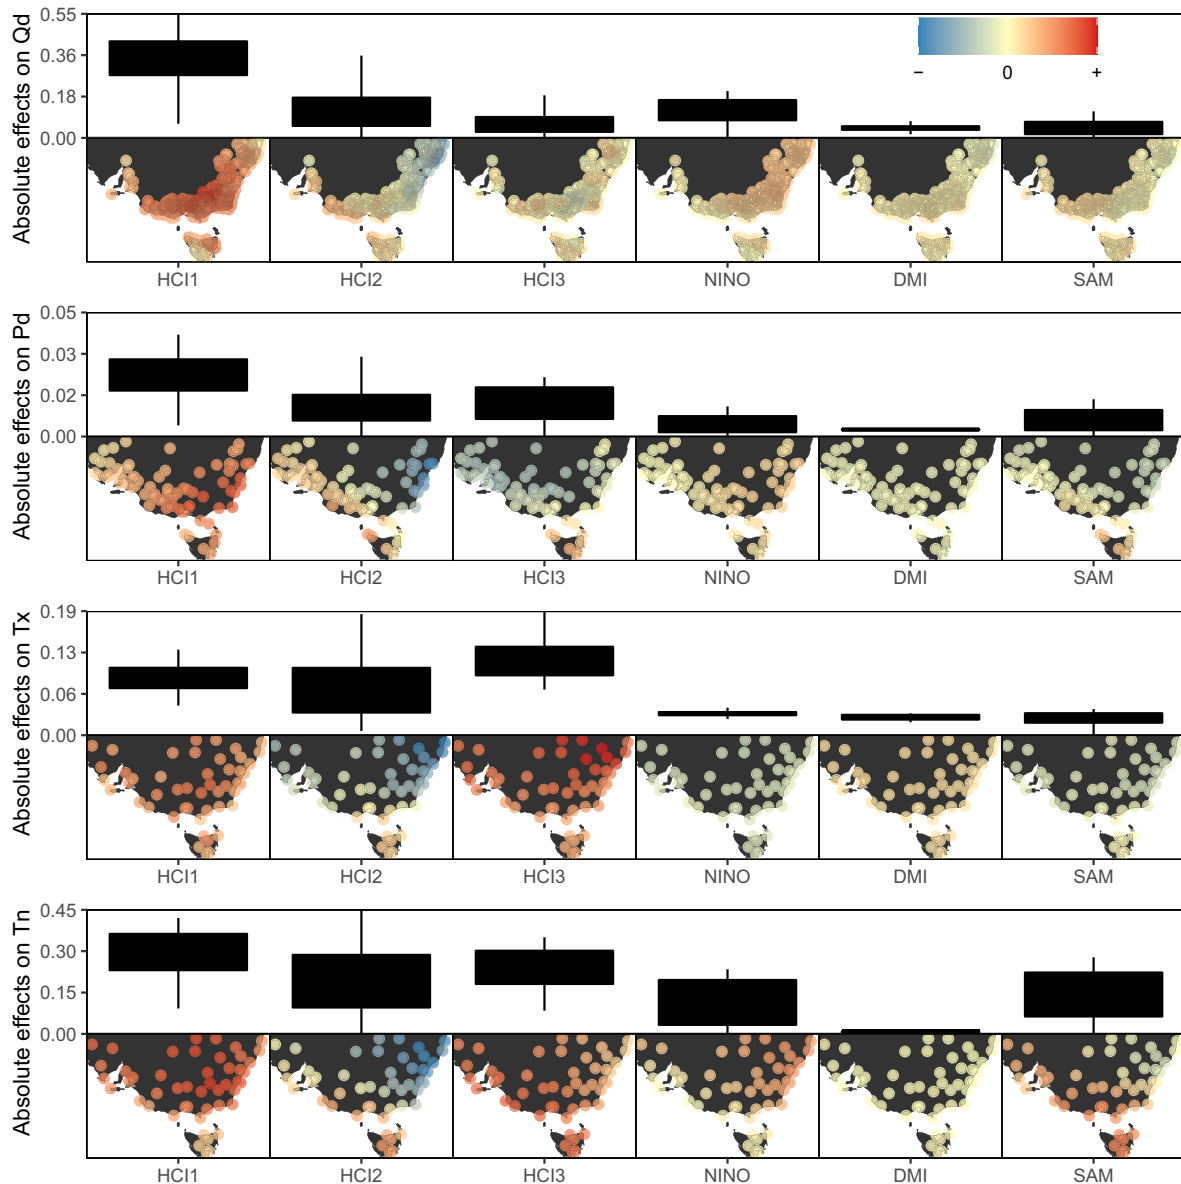 Absolute effects on Qd
0.55
0.36
0.18
0.00
− 0 +
HCI1 HCI2 HCI3 NINO DMI SAM
Absolute effects on Pd
0.05
0.03
0.02
0.00
HCI1 HCI2 HCI3 NINO DMI SAM
Absolute effects on Tx
0.19
0.13
0.06
0.00
HCI1 HCI2 HCI3 NINO DMI SAM
Absolute effects on Tn
0.45
0.30
0.15
0.00
HCI1 HCI2 HCI3 NINO DMI SAM